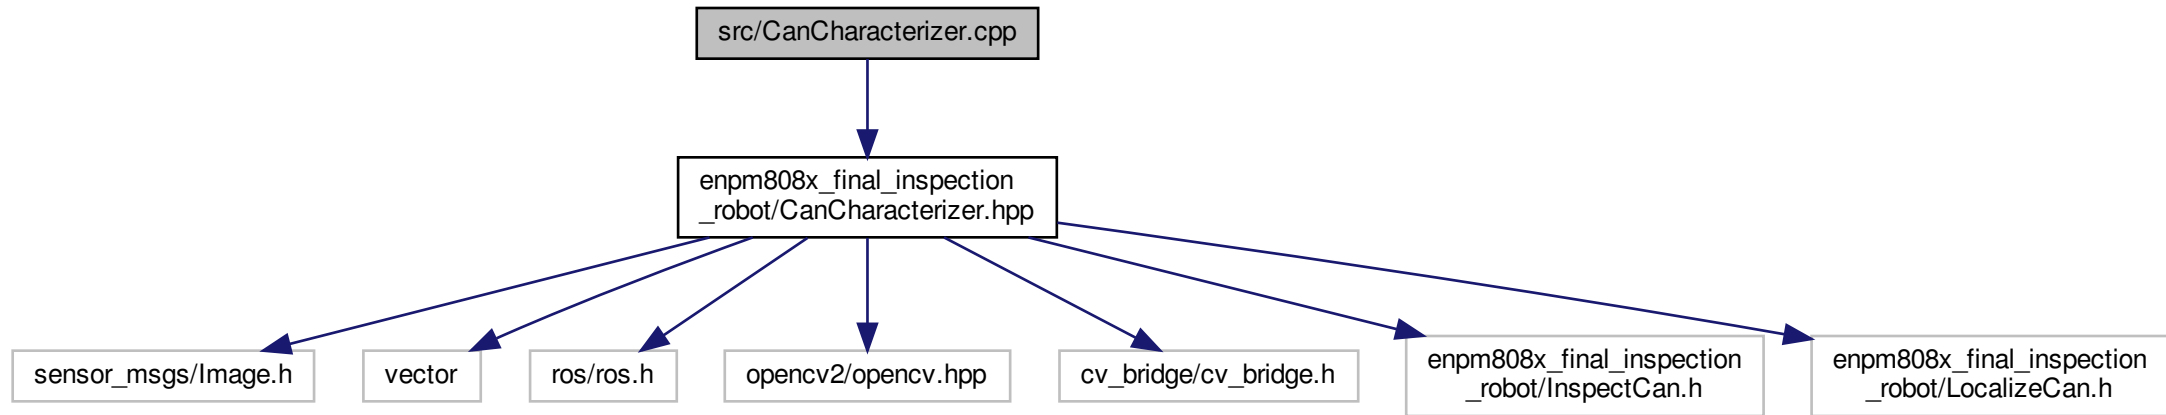 src/CanCharacterizer.cpp
enpm808x_final_inspection
_robot/CanCharacterizer.hpp
sensor_msgs/Image.h
vector
ros/ros.h
opencv2/opencv.hpp
cv_bridge/cv_bridge.h
enpm808x_final_inspection
_robot/InspectCan.h
enpm808x_final_inspection
_robot/LocalizeCan.h